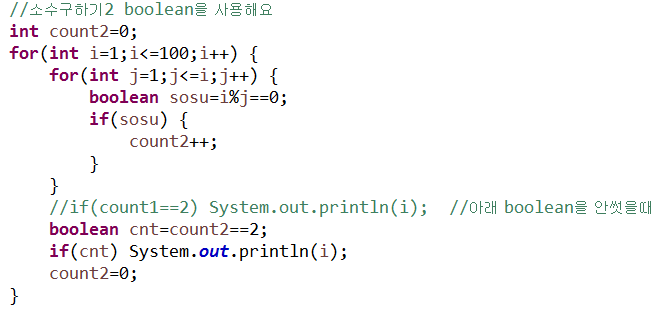 //소수구하기2 boolean을 사용해요
int count2=0;
for(int i=1;i<=100;i++) {
    for(int j=1;j<=i;j++) {
        boolean sosu=i%j==0;
        if(sosu) {
            count2++;
        }
    }
    //if(count1==2) System.out.println(i);  //아래 boolean을 안썻을때
    boolean cnt=count2==2;
    if(cnt) System.out.println(i);
    count2=0;
}